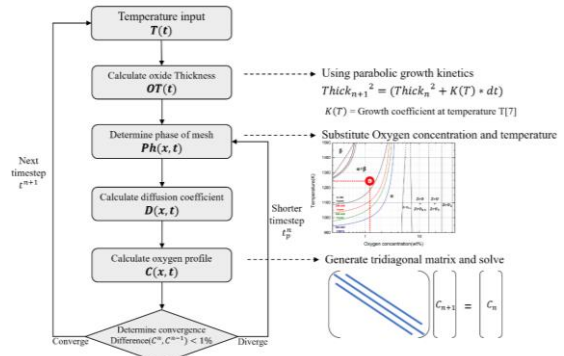 Temperature input
T(t)
Calculate oxide Thickness
OT(t)
Using parabolic growth kinetics
Thick_{n+1}^2 = (Thick_n^2 + K(T) * dt)
K(T) = Growth coefficient at temperature T[7]
Determine phase of mesh
Ph(x, t)
Substitute Oxygen concentration and temperature
Next
timestep
t^{n+1}
Temperature(K)
β
α+β
α
Oxygen concentration(wt%)
Calculate diffusion coefficient
D(x, t)
Shorter
timestep
t_p^n
Calculate oxygen profile
C(x, t)
Generate tridiagonal matrix and solve
C_{n+1} = C_n
Determine convergence
Difference(C^n, C^{n-1}) < 1%
Converge
Diverge